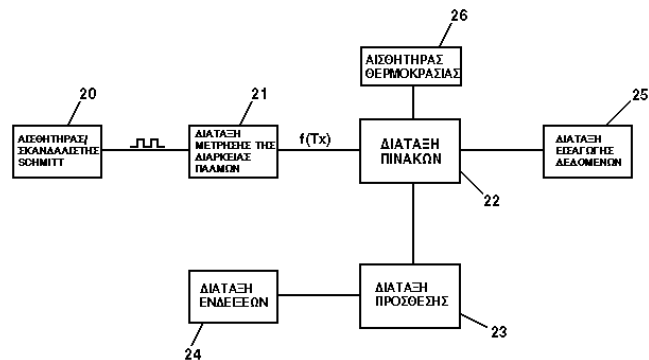 26
ΑΙΣΘΗΤΗΡΑΣ
ΘΕΡΜΟΚΡΑΣΙΑΣ
20
ΑΙΣΘΗΤΗΡΑΣ/
ΣΚΑΝΔΑΛΙΣΤΗΣ
SCHMITT
21
ΔΙΑΤΑΞΗ
ΜΕΤΡΗΣΗΣ ΤΗΣ
ΔΙΑΡΚΕΙΑΣ
ΠΑΛΜΩΝ
f(Tx)
ΔΙΑΤΑΞΗ
ΠΙΝΑΚΩΝ
22
25
ΔΙΑΤΑΞΗ
ΕΙΣΑΓΩΓΗΣ
ΔΕΔΟΜΕΝΩΝ
ΔΙΑΤΑΞΗ
ΕΝΔΕΙΞΕΩΝ
24
ΔΙΑΤΑΞΗ
ΠΡΟΣΘΕΣΗΣ
23